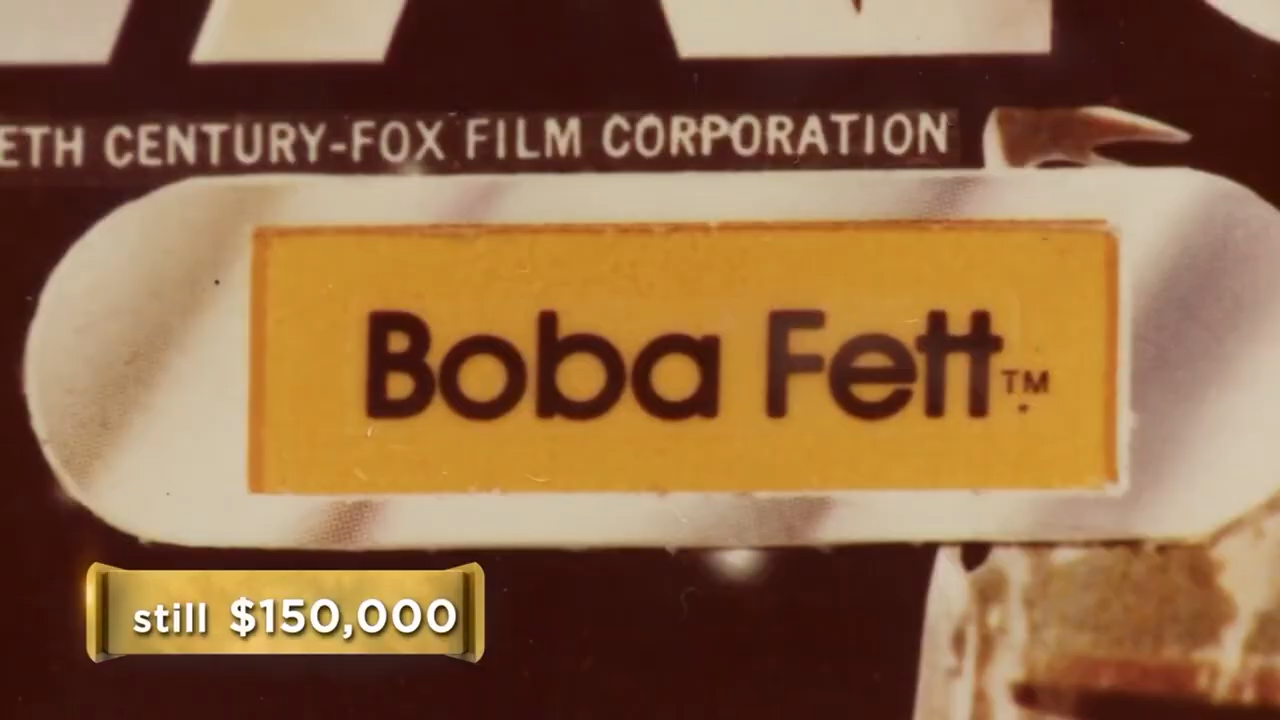 ETH CENTURY-FOX FILM CORPORATION
Boba Fett™
still $150,000